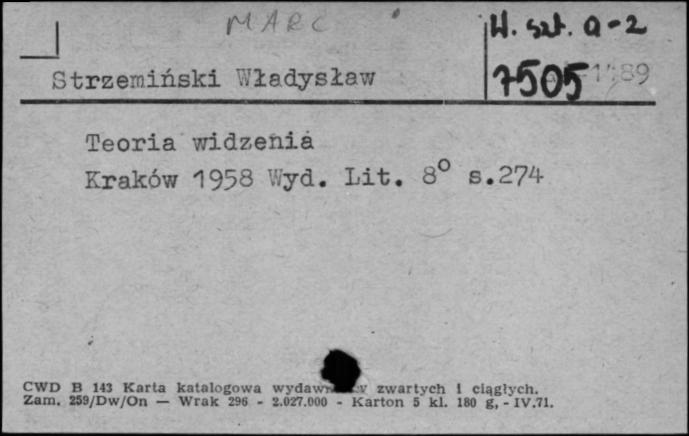 MARC
H. szt. a-2
Strzemiński Władysław
7505
Teoria widzenia
Kraków 1958 Wyd. Lit. 8° s.274
CWD B 143 Karta katalogowa zwartych i ciągłych.
Zam. 259/Dw/On — Wrak 296 - 2.027.000 - Karton 5 kl. 180 g, - IV.71.